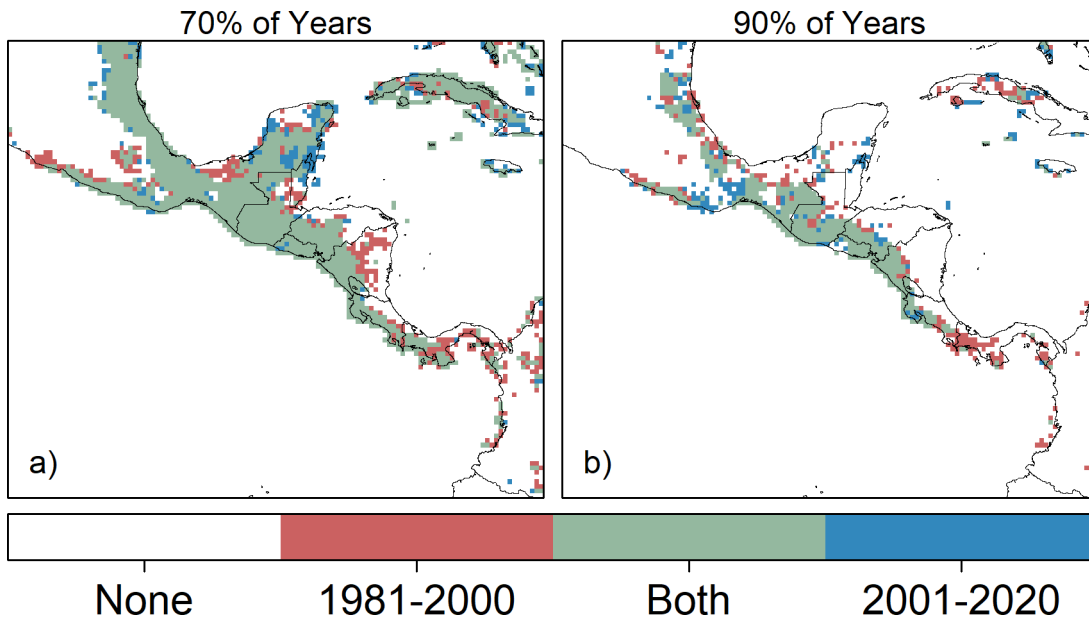 70% of Years
90% of Years
a)
b)
None
1981-2000
Both
2001-2020